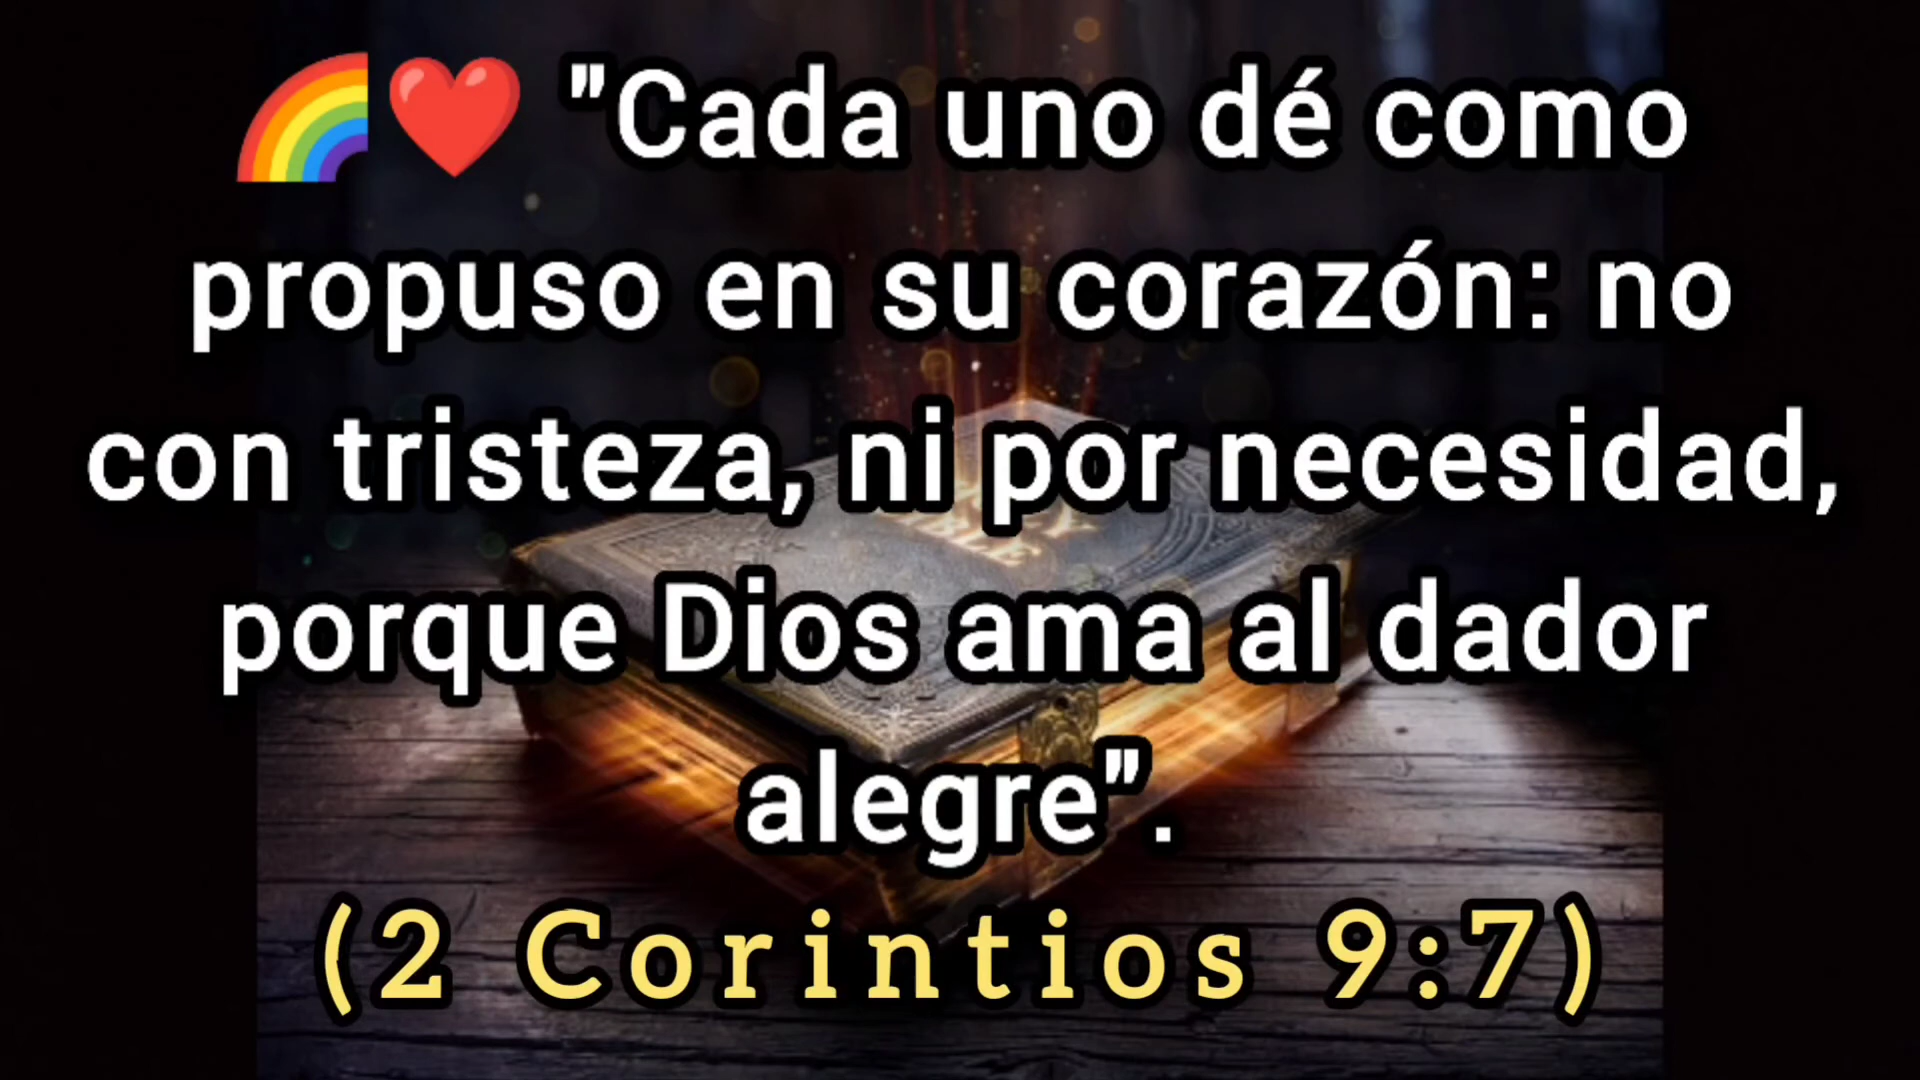 🌈❤️ "Cada uno dé como
propuso en su corazón: no
con tristeza, ni por necesidad,
porque Dios ama al dador
alegre".
(2 Corintios 9:7)